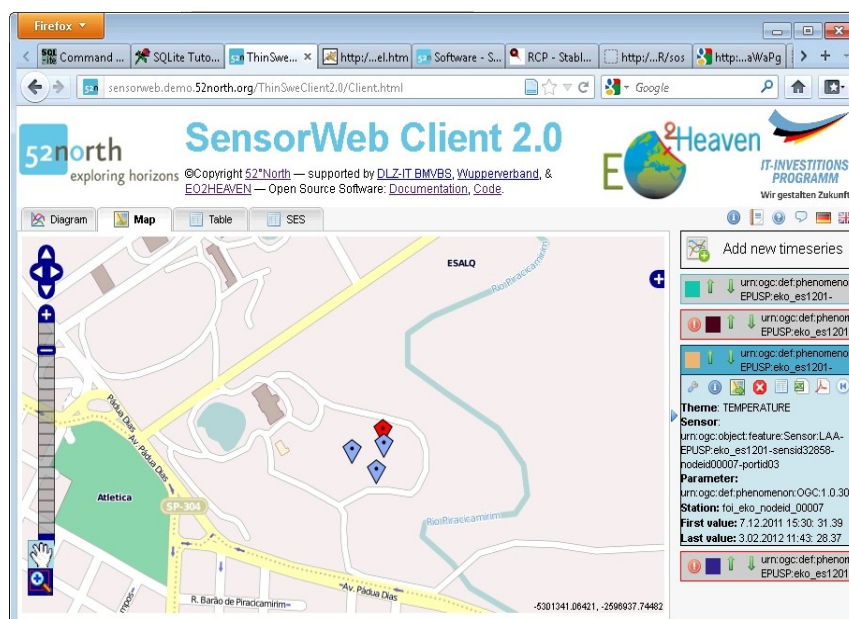 Firefox
Command ...
SQLite Tuto...
ThinSwe...
http:/...el.htm
Software - S...
RCP - Stabl...
http:/...R/sos
http:...aWaPg
sensorweb.demo.52north.org/ThinSweClient2.0/Client.html
Google
52north
exploring horizons
SensorWeb Client 2.0
©Copyright 52°North — supported by DLZ-IT BMVBS, Wupperverband, &
EO2HEAVEN — Open Source Software: Documentation, Code.
EO2Heaven
IT-INVESTITIONS
PROGRAMM
Wir gestalten Zukunft
Diagram
Map
Table
SES
ESALQ
Rio Piracicamirim
Pádua Dias
Av. Pádua Dias
Atletica
SP-304
Rio Piracicamirim
Av. Pádua Dias
R. Barão de Piracicamirim
-5301341.06421, -2596937.74482
Add new timeseries
urn:ogc:def:phenomeno
EPUSP:eko_es1201-
urn:ogc:def:phenom
EPUSP:eko_es1201
urn:ogc:def:phenomeno
EPUSP:eko_es1201-
Theme: TEMPERATURE
Sensor:
urn:ogc:object:feature:Sensor:LAA-
EPUSP:eko_es1201-sensid32858-
nodeid00007-portid03
Parameter:
urn:ogc:def:phenomenon:OGC:1.0.30
Station: foi_eko_nodeid_00007
First value: 7.12.2011 15:30: 31.39
Last value: 3.02.2012 11:43: 28.37
urn:ogc:def:phenom
EPUSP:eko_es1201